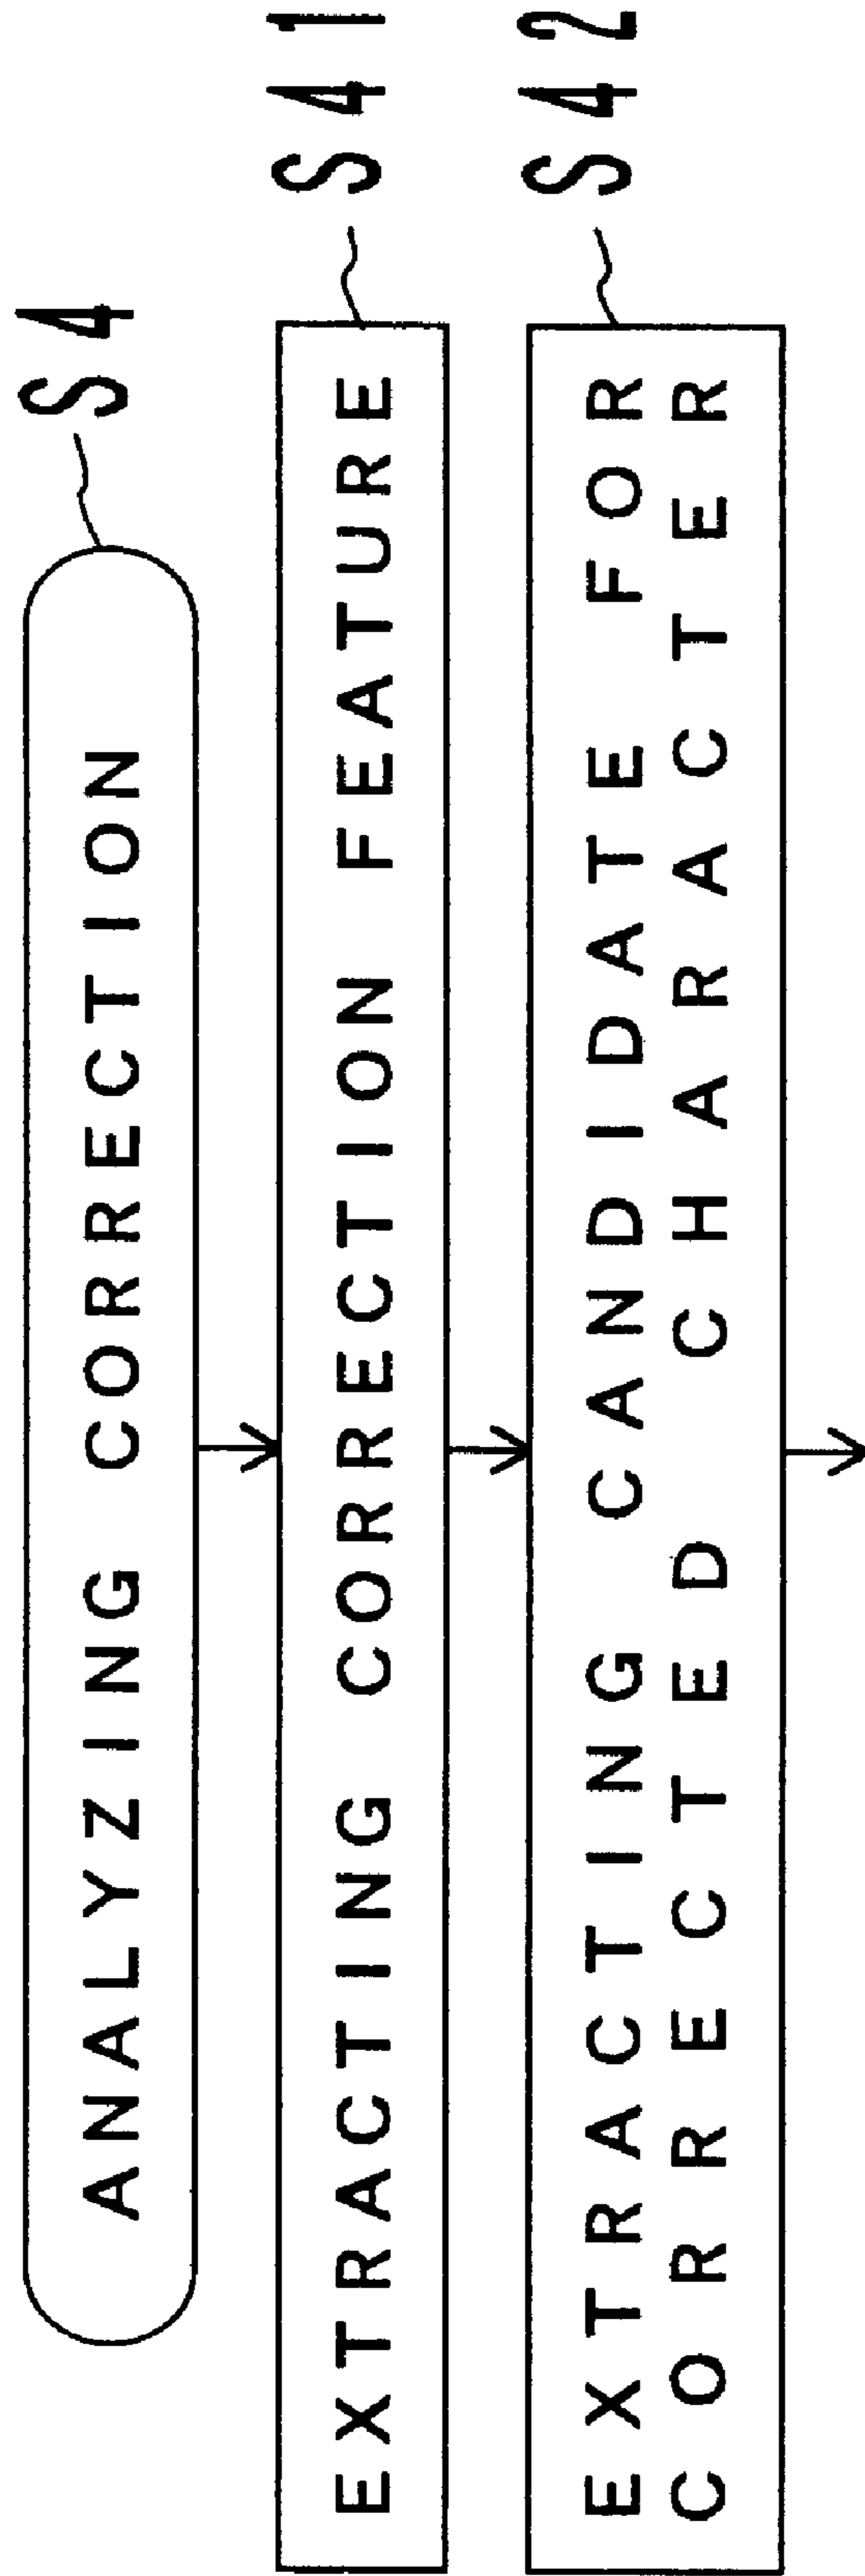 S4
ANALYZING CORRECTION
S41
EXTRACTING CORRECTION FEATURE
S42
EXTRACTING CANDIDATE FOR
CORRECTED CHARACTER